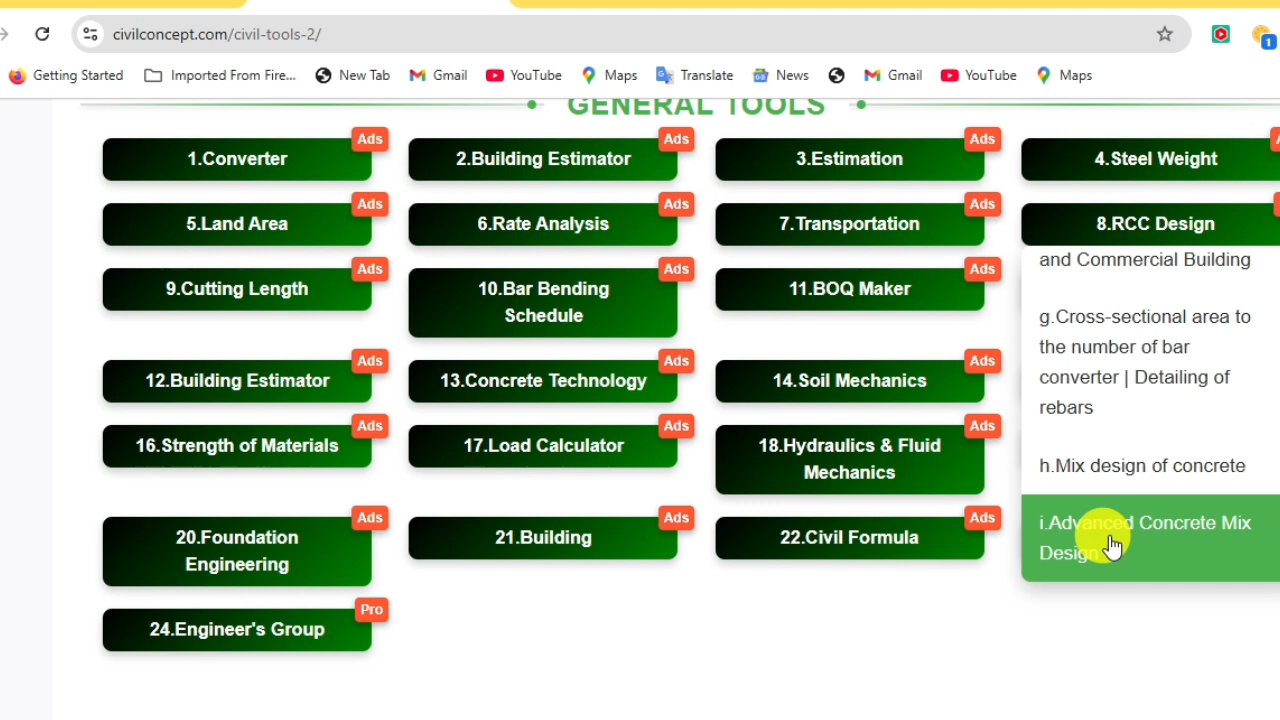 civilconcept.com/civil-tools-2/
1
Getting Started
Imported From Fire...
New Tab
Gmail
YouTube
Maps
Translate
News
Gmail
YouTube
Maps
GENERAL TOOLS
Ads
Ads
Ads
1.Converter
2.Building Estimator
3.Estimation
4.Steel Weight
Ads
Ads
Ads
5.Land Area
6.Rate Analysis
7.Transportation
8.RCC Design
Ads
Ads
Ads
9.Cutting Length
10.Bar Bending
Schedule
11.BOQ Maker
and Commercial Building
g.Cross-sectional area to
the number of bar
converter | Detailing of
rebars
h.Mix design of concrete
i.Advanced Concrete Mix
Design
Ads
Ads
Ads
12.Building Estimator
13.Concrete Technology
14.Soil Mechanics
Ads
Ads
Ads
16.Strength of Materials
17.Load Calculator
18.Hydraulics & Fluid
Mechanics
Ads
Ads
Ads
20.Foundation
Engineering
21.Building
22.Civil Formula
Pro
24.Engineer's Group